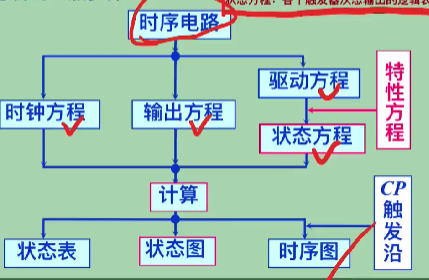 状态方程：各个触发器次态输出的逻辑表
时序电路
驱动方程
特性方程
时钟方程
输出方程
状态方程
计算
CP触发沿
状态表
状态图
时序图